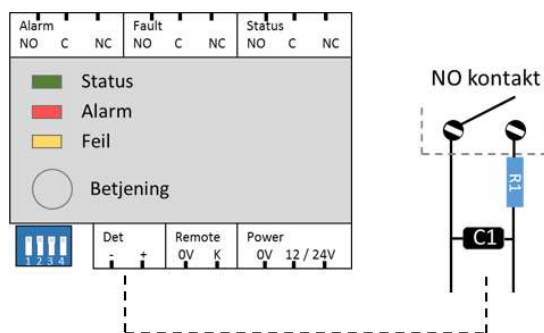 Alarm Fault Status
NO C NC NO C NC NO C NC
Status
Alarm
Feil
Betjening
1 2 3 4
Det Remote Power
- + 0V K 0V 12 / 24V
NO kontakt
R1
C1